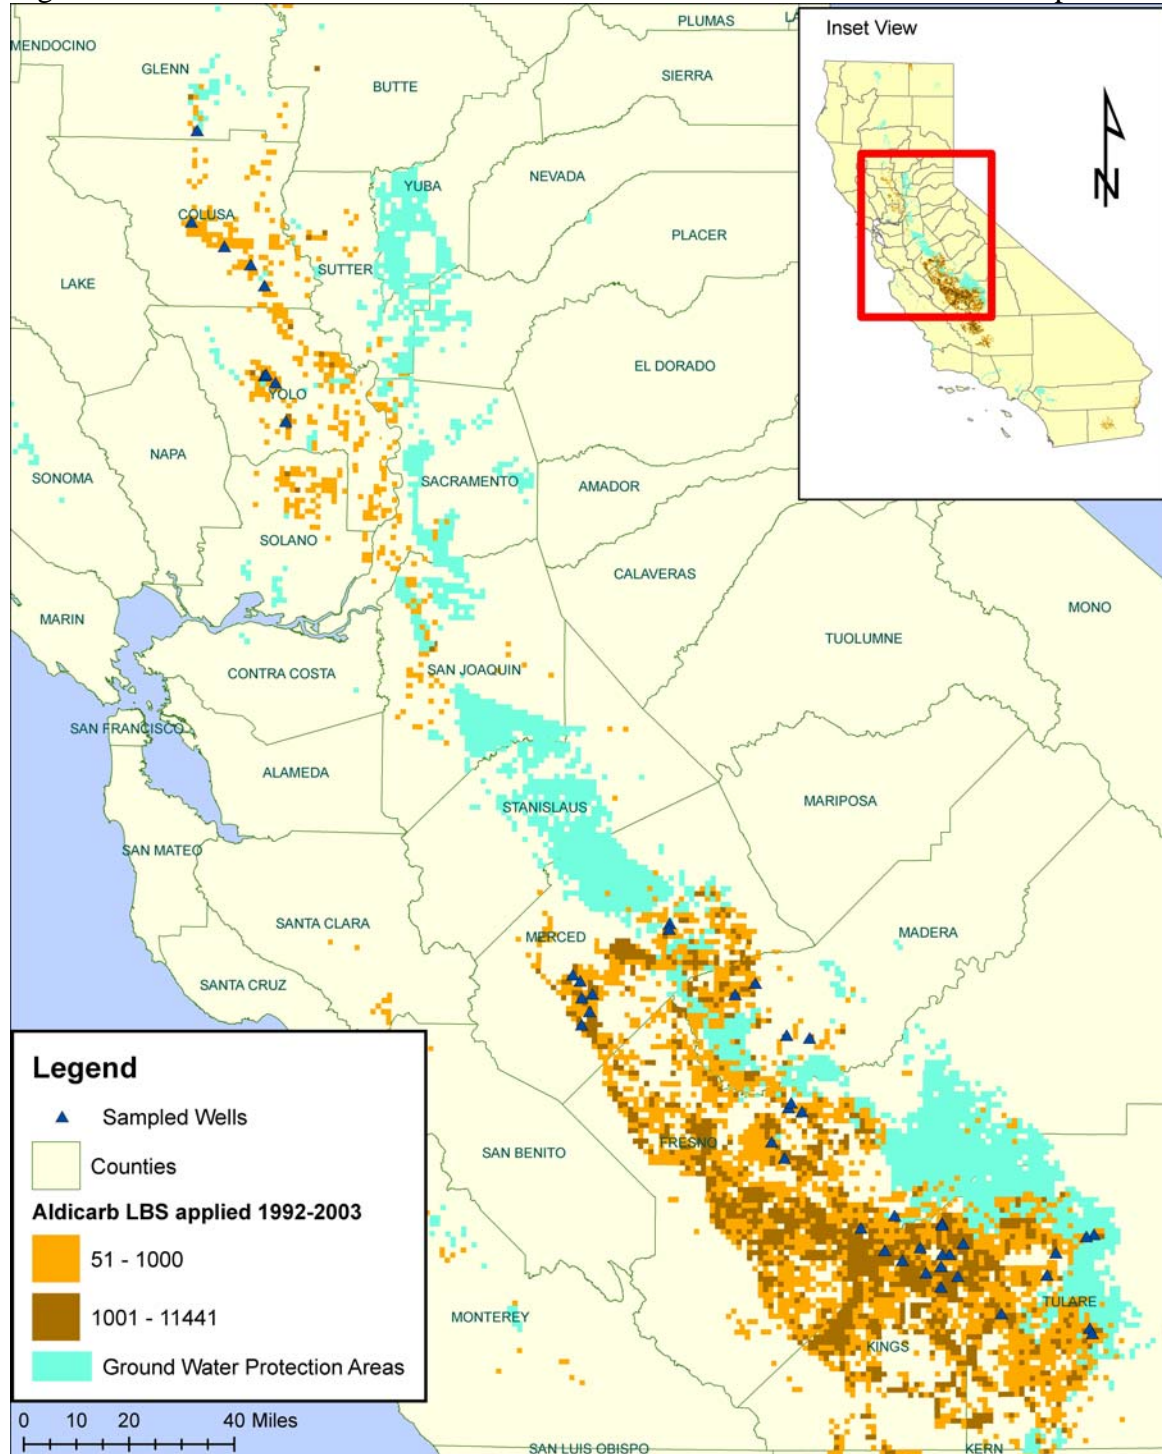 PLUMAS
LA
Inset View
MENDOCINO
GLENN
BUTTE
SIERRA
N
YUBA
NEVADA
COLUSA
PLACER
SUTTER
LAKE
EL DORADO
YOLO
NAPA
SONOMA
SACRAMENTO
AMADOR
SOLANO
CALAVERAS
MONO
MARIN
TUOLUMNE
CONTRA COSTA
SAN JOAQUIN
SAN FRANCISCO
ALAMEDA
STANISLAUS
MARIPOSA
SAN MATEO
SANTA CLARA
MERCED
MADERA
SANTA CRUZ
Legend
Sampled Wells
Counties
Aldicarb LBS applied 1992-2003
51 - 1000
1001 - 11441
Ground Water Protection Areas
FRESNO
SAN BENITO
TULARE
MONTEREY
KINGS
0 10 20 40 Miles
SAN LUIS OBISPO
KERN